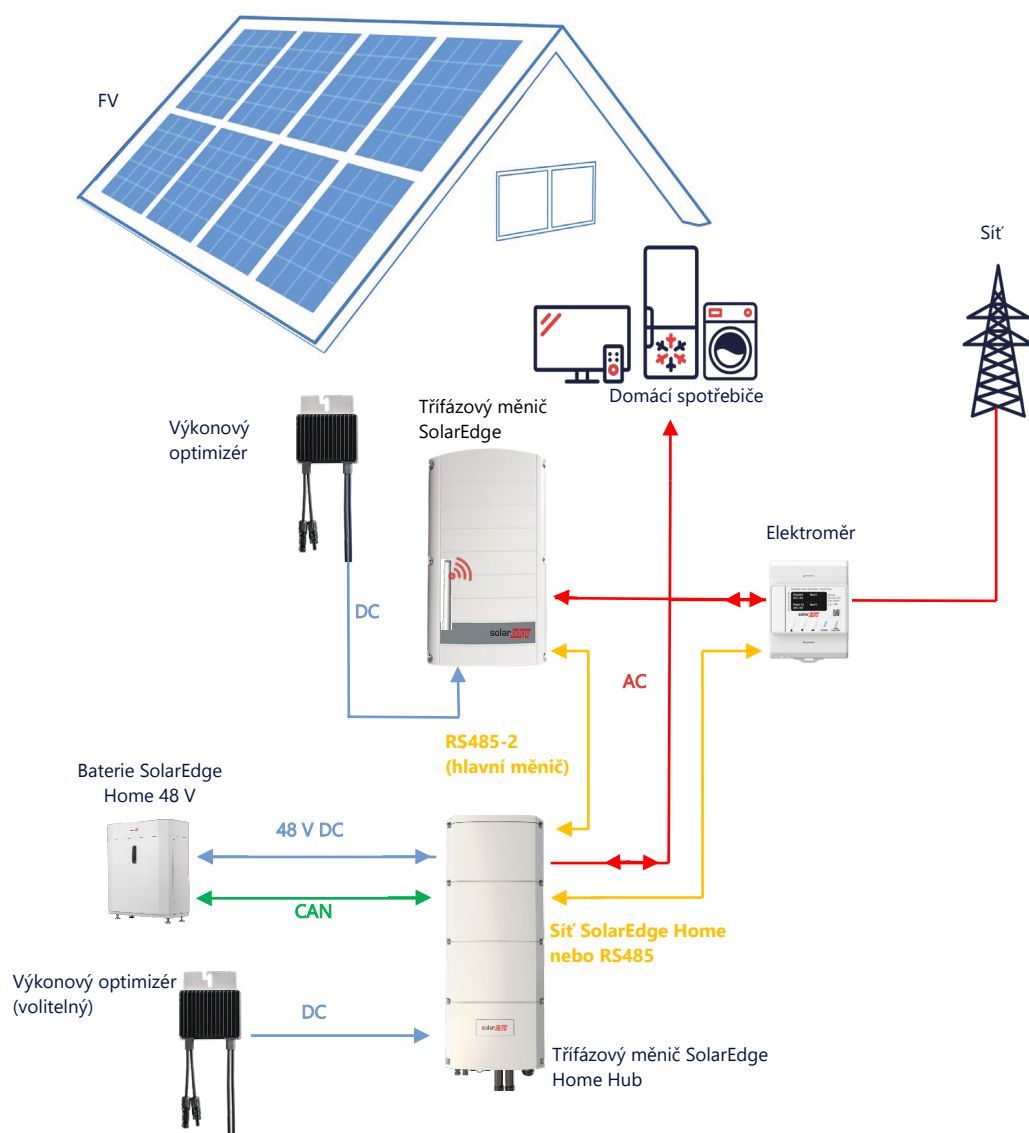 FV
Síť
Domácí spotřebiče
Třífázový měnič
SolarEdge
Výkonový
optimizér
Elektroměr
DC
solaredge
solaredge
AC
RS485-2
(hlavní měnič)
Baterie SolarEdge
Home 48 V
48 V DC
CAN
Síť SolarEdge Home
nebo RS485
Výkonový optimizér
(volitelný)
DC
solaredge
Třífázový měnič SolarEdge
Home Hub